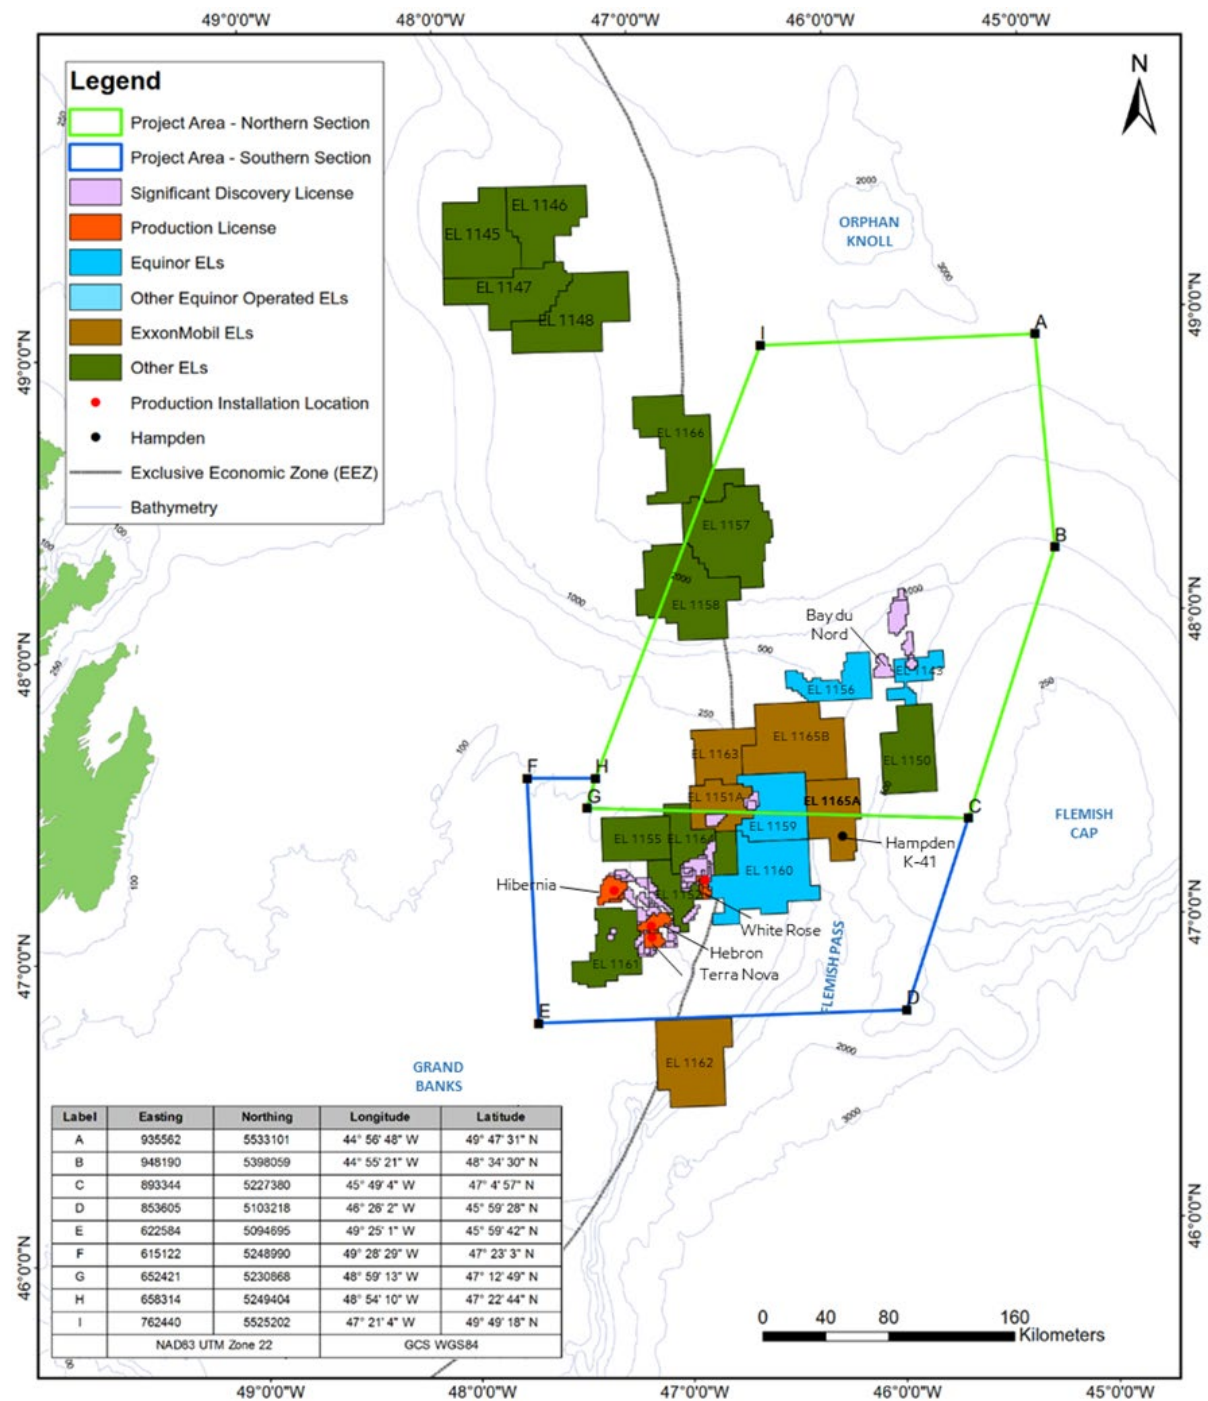 49°0'0"W 48°0'0"W 47°0'0"W 46°0'0"W 45°0'0"W
N
Legend
Project Area - Northern Section
Project Area - Southern Section
Significant Discovery License
Production License
Equinor ELs
Other Equinor Operated ELs
ExxonMobil ELs
Other ELs
Production Installation Location
Hampden
Exclusive Economic Zone (EEZ)
Bathymetry
250
100
100
250
100
2000
ORPHAN
KNOLL
3000
EL 1146
EL 1145
EL 1147
EL 1148
49°0'0"N
49°0'0"N
I
A
EL 1166
EL 1157
B
EL 1158
1000
500
48°0'0"N
48°0'0"N
Bay du
Nord
EL 1143
EL 1156
250
250
100
EL 1165B
EL 1163
EL 1150
F
H
G
EL 1151A
EL 1165A
C
EL 1159
FLEMISH
CAP
EL 1155
EL 1164
Hampden
K-41
EL 1160
Hibernia
EL 1152
White Rose
47°0'0"N
47°0'0"N
Hebron
EL 1161
Terra Nova
FLEMISH PASS
E
D
2000
EL 1162
GRAND
BANKS
3000
46°0'0"N
46°0'0"N
Label Easting Northing Longitude Latitude
A 935562 5533101 44° 56' 48" W 49° 47' 31" N
B 948190 5398059 44° 55' 21" W 48° 34' 30" N
C 893344 5227380 45° 49' 4" W 47° 4' 57" N
D 853605 5103218 46° 26' 2" W 45° 59' 28" N
E 622584 5094695 49° 25' 1" W 45° 59' 42" N
F 615122 5248990 49° 28' 29" W 47° 23' 3" N
G 652421 5230868 48° 59' 13" W 47° 12' 49" N
H 658314 5249404 48° 54' 10" W 47° 22' 44" N
I 762440 5525202 47° 21' 4" W 49° 49' 18" N
NAD83 UTM Zone 22 GCS WGS84
0 40 80 160
Kilometers
49°0'0"W 48°0'0"W 47°0'0"W 46°0'0"W 45°0'0"W